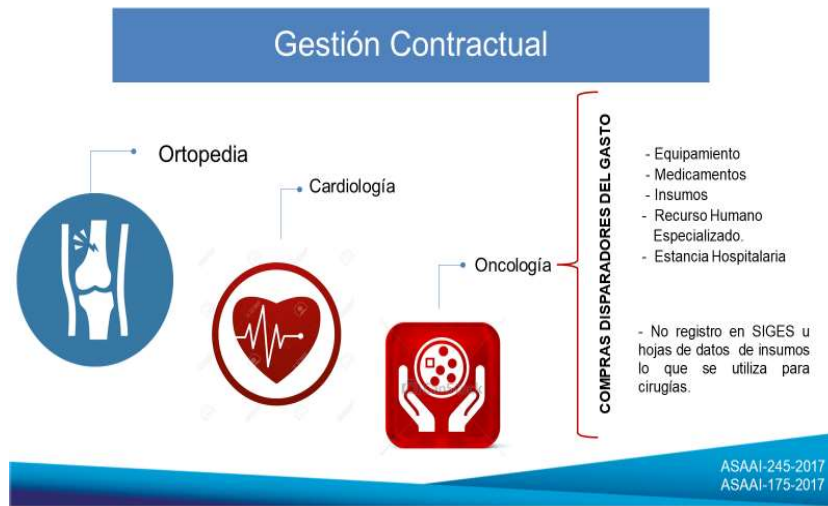 Gestión Contractual
Ortopedia
Cardiología
Oncología
COMPRAS DISPARADORES DEL GASTO
- Equipamiento
- Medicamentos
- Insumos
- Recurso Humano
Especializado.
- Estancia Hospitalaria
- No registro en SIGES u
hojas de datos de insumos
lo que se utiliza para
cirugías.
ASAAI-245-2017
ASAAI-175-2017